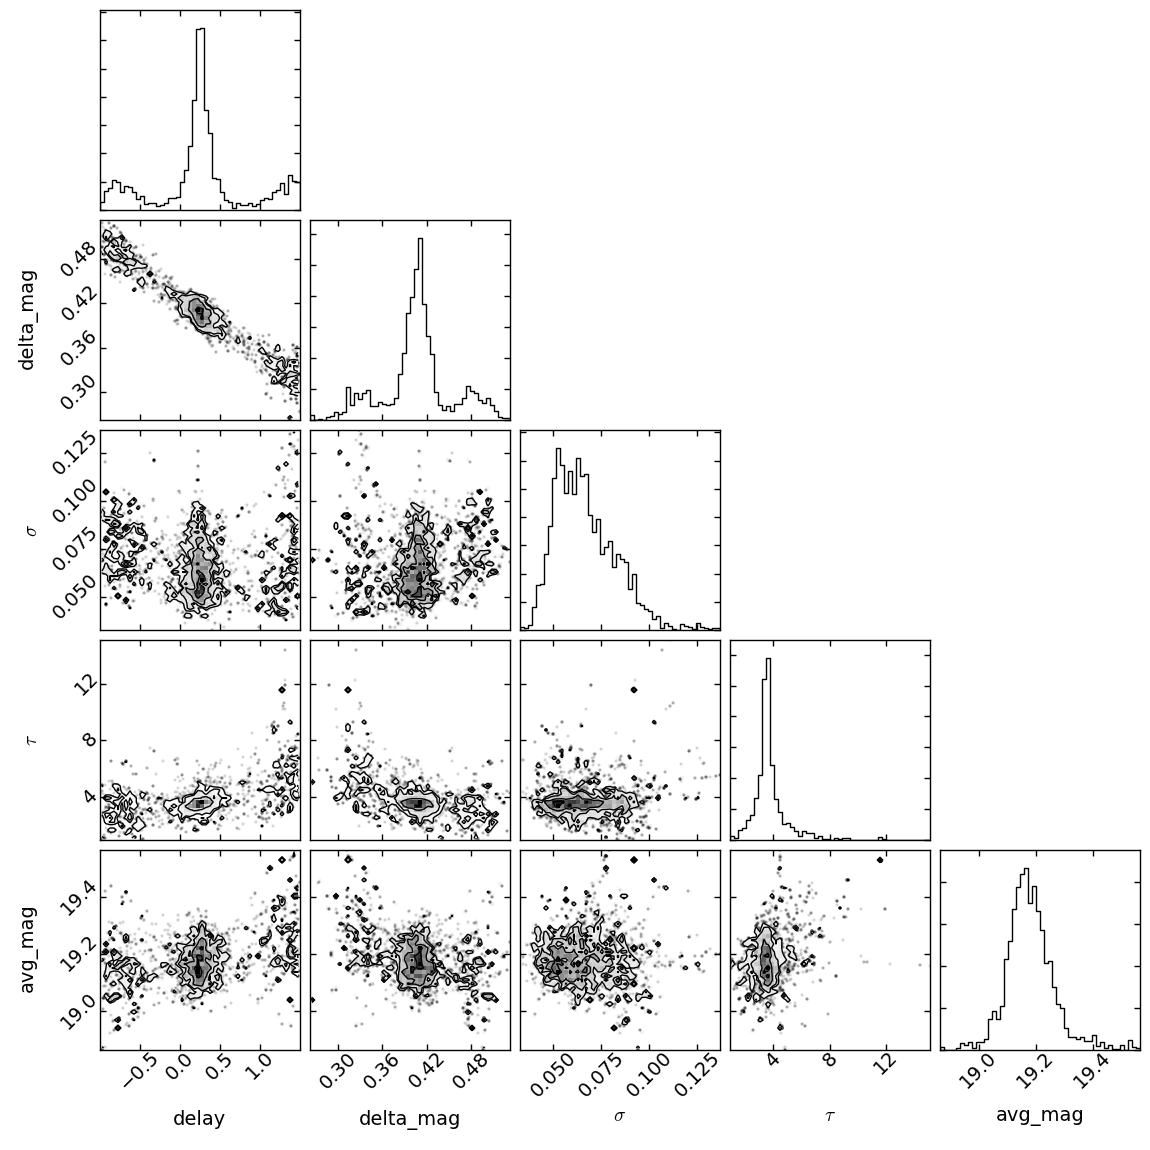 delta_mag
0.48
0.42
0.36
0.30
σ
0.125
0.100
0.075
0.050
τ
12
8
4
avg_mag
19.4
19.2
19.0
−0.5 0.0 0.5 1.0
0.30 0.36 0.42 0.48
0.050 0.075 0.100 0.125
4 8 12
19.0 19.2 19.4
delay delta_mag σ τ avg_mag